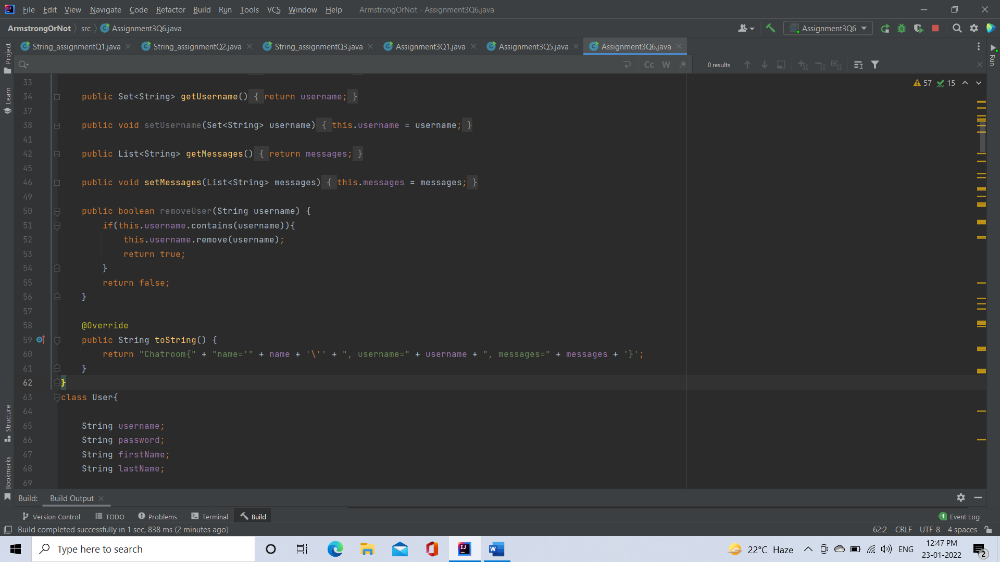 File Edit View Navigate Code Refactor Build Run Tools VCS Window Help ArmstrongOrNot - Assignment3Q6.java
ArmstrongOrNot src Assignment3Q6.java Assignment3Q6
String_assignmentQ1.java String_assignmentQ2.java String_assignmentQ3.java Assignment3Q1.java Assignment3Q5.java Assignment3Q6.java
Cc W .* 0 results
Project
Learn
Structure
Bookmarks
Run
57 15
33
34 public Set<String> getUsername() { return username; }
37
38 public void setUsername(Set<String> username) { this.username = username; }
41
42 public List<String> getMessages() { return messages; }
45
46 public void setMessages(List<String> messages) { this.messages = messages; }
49
50 public boolean removeUser(String username) {
51 if(this.username.contains(username)){
52 this.username.remove(username);
53 return true;
54 }
55 return false;
56 }
57
58 @Override
59 public String toString() {
60 return "Chatroom{" + "name='" + name + '\'' + ", username=" + username + ", messages=" + messages + '}';
61 }
62 }
63 class User{
64
65 String username;
66 String password;
67 String firstName;
68 String lastName;
69
Build: Build Output
Version Control TODO Problems Terminal Build 1 Event Log
Build completed successfully in 1 sec, 838 ms (2 minutes ago) 62:2 CRLF UTF-8 4 spaces
Type here to search 22°C Haze ENG 12:47 PM
23-01-2022 2